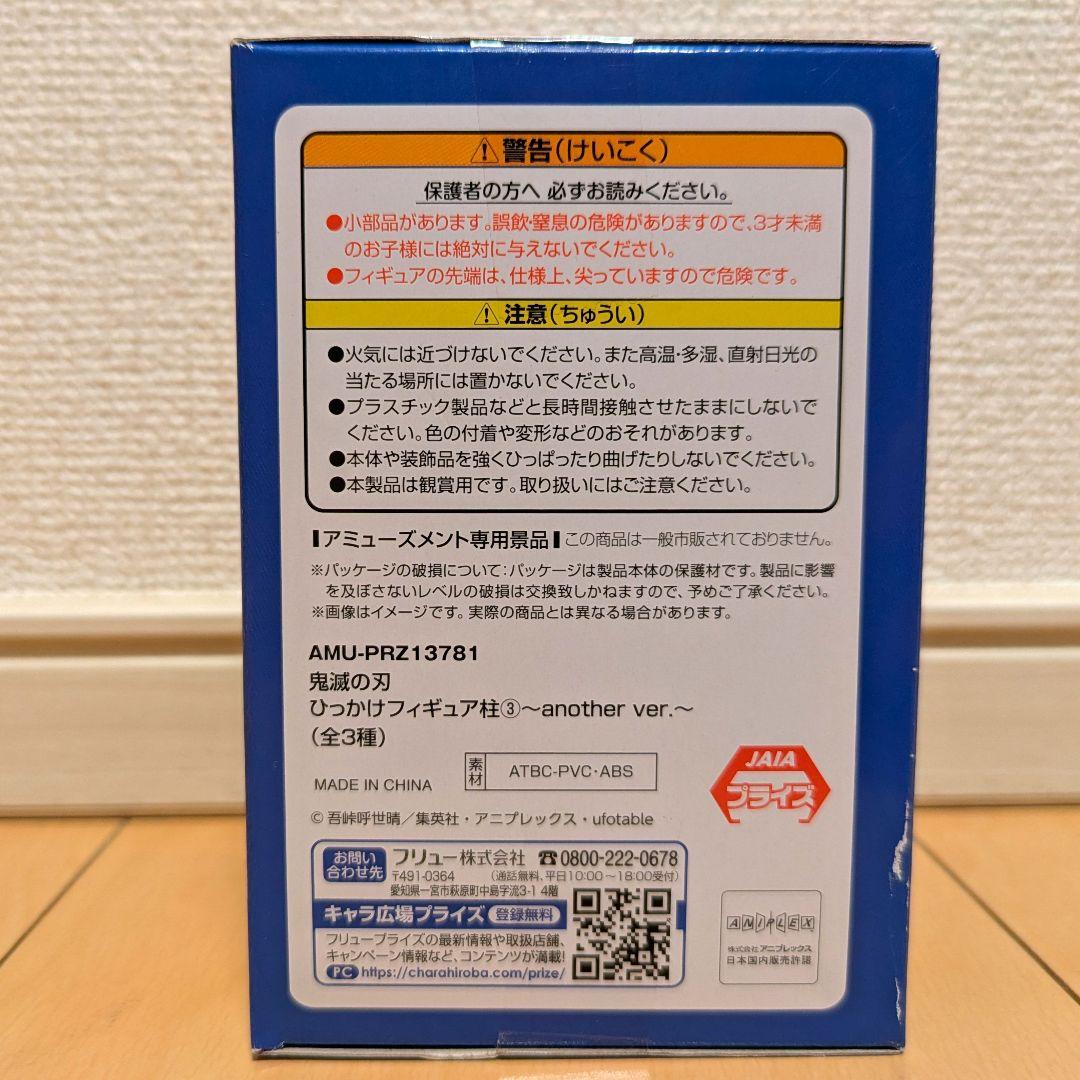 ⚠警告(けいこく)
保護者の方へ 必ずお読みください。
●小部品があります。誤飲・窒息の危険がありますので、3才未満
のお子様には絶対に与えないでください。
●フィギュアの先端は、仕様上、尖っていますので危険です。
⚠注意(ちゅうい)
●火気には近づけないでください。また高温・多湿、直射日光の
当たる場所には置かないでください。
●プラスチック製品などと長時間接触させたままにしないで
ください。色の付着や変形などのおそれがあります。
●本体や装飾品を強くひっぱったり曲げたりしないでください。
●本製品は観賞用です。取り扱いにはご注意ください。
┃アミューズメント専用景品┃この商品は一般市販されておりません。
※パッケージの破損について:パッケージは製品本体の保護材です。製品に影響
を及ぼさないレベルの破損は交換致しかねますので、予めご了承ください。
※画像はイメージです。実際の商品とは異なる場合があります。
AMU-PRZ13781
鬼滅の刃
ひっかけフィギュア柱③〜another ver.〜
(全3種)
MADE IN CHINA
素材 ATBC-PVC・ABS
JAIA
プライズ
© 吾峠呼世晴/集英社・アニプレックス・ufotable
お問い
合わせ先
フリュー株式会社 ☎0800-222-0678
〒491-0364 (通話無料、平日10:00〜18:00受付)
愛知県一宮市萩原町中島字流3-1 4階
キャラ広場プライズ 登録無料
フリュープライズの最新情報や取扱店舗、
キャンペーン情報など、コンテンツが満載!
PC https://charahiroba.com/prize/
ANIPLEX
株式会社 アニプレックス
日本国内販売許諾